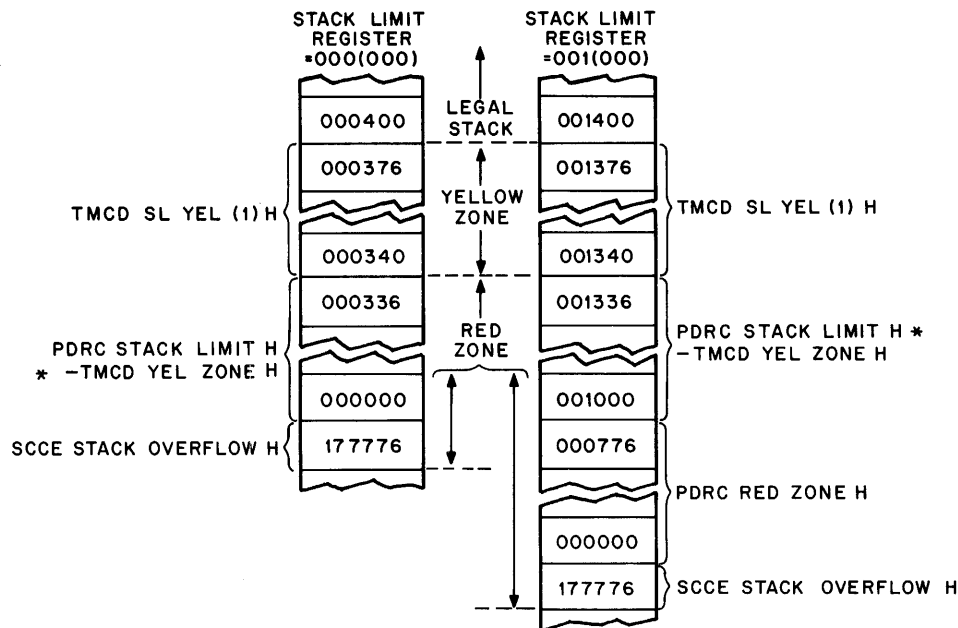 STACK LIMIT
REGISTER
=000(000)
STACK LIMIT
REGISTER
=001(000)
LEGAL
STACK
000400
001400
000376
001376
TMCD SL YEL (1) H
YELLOW
ZONE
TMCD SL YEL (1) H
000340
001340
000336
001336
PDRC STACK LIMIT H
* -TMCD YEL ZONE H
RED
ZONE
PDRC STACK LIMIT H *
-TMCD YEL ZONE H
000000
001000
SCCE STACK OVERFLOW H
177776
000776
PDRC RED ZONE H
000000
177776
SCCE STACK OVERFLOW H